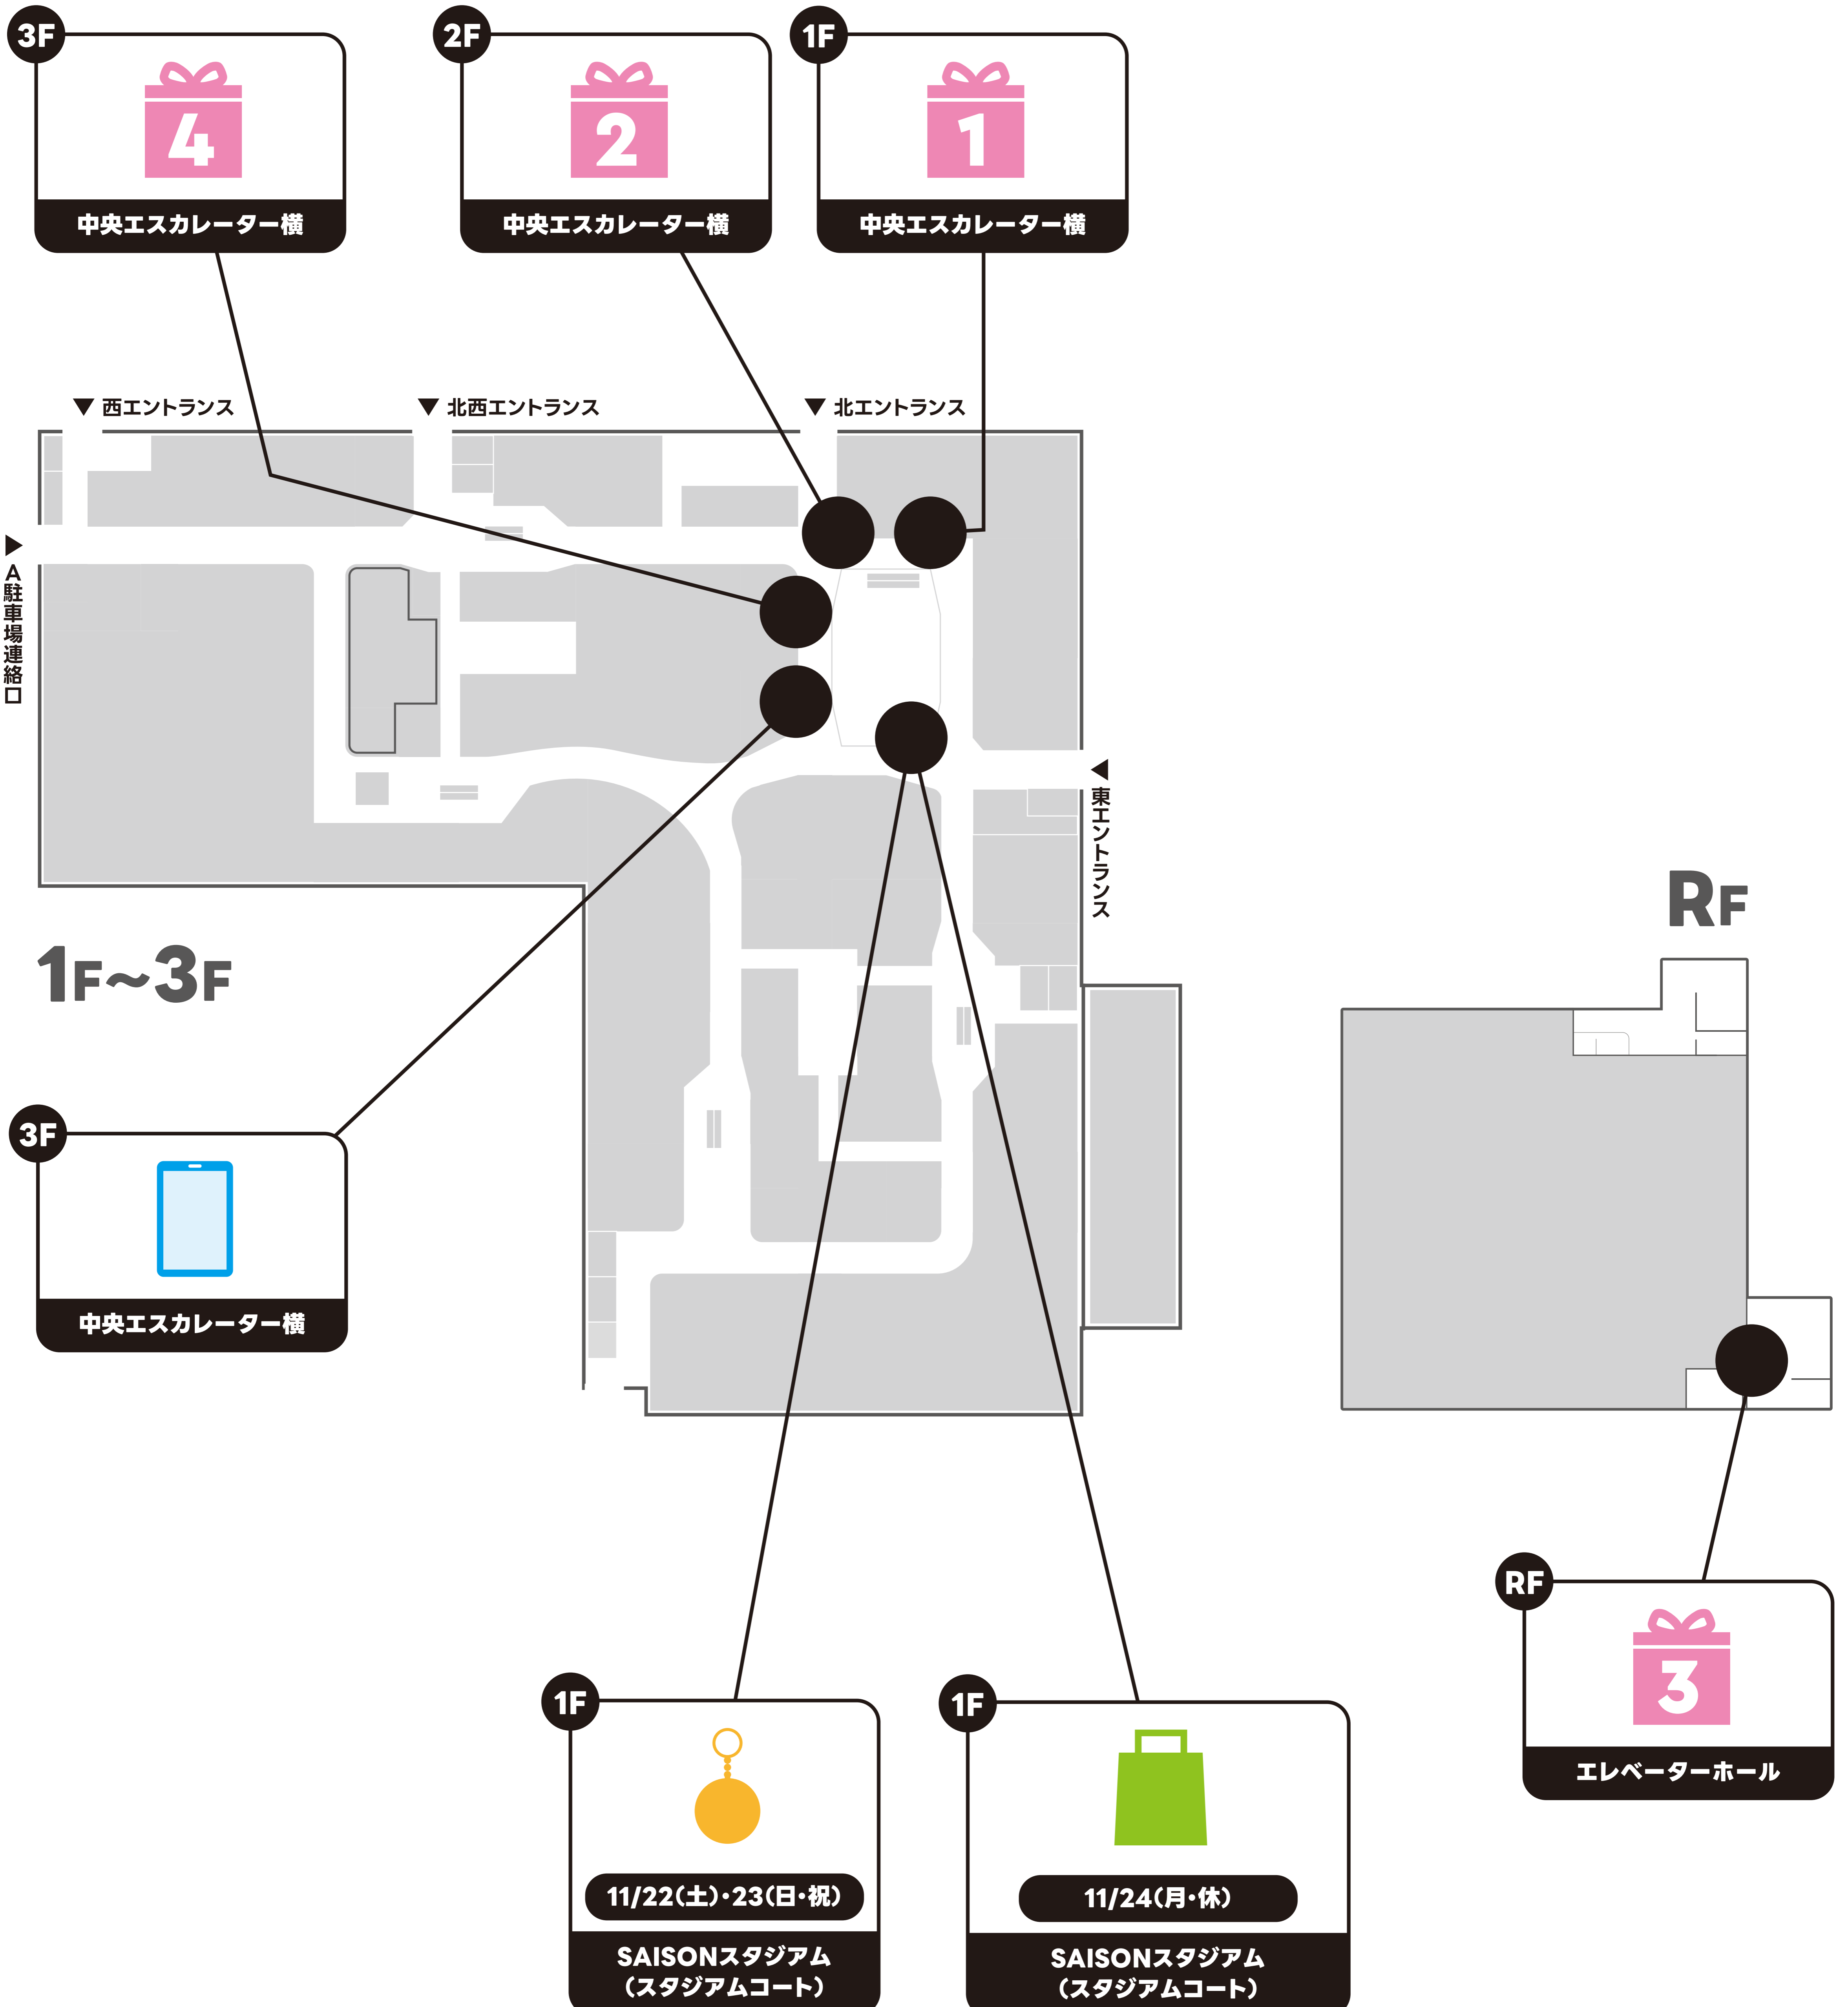 3F
4
中央エスカレーター横
2F
2
中央エスカレーター横
1F
1
中央エスカレーター横
西エントランス
北西エントランス
北エントランス
A駐車場連絡口
東エントランス
1F~3F
RF
3F
中央エスカレーター横
RF
3
エレベーターホール
1F
11/22(土)・23(日・祝)
SAISONスタジアム
(スタジアムコート)
1F
11/24(月・休)
SAISONスタジアム
(スタジアムコート)